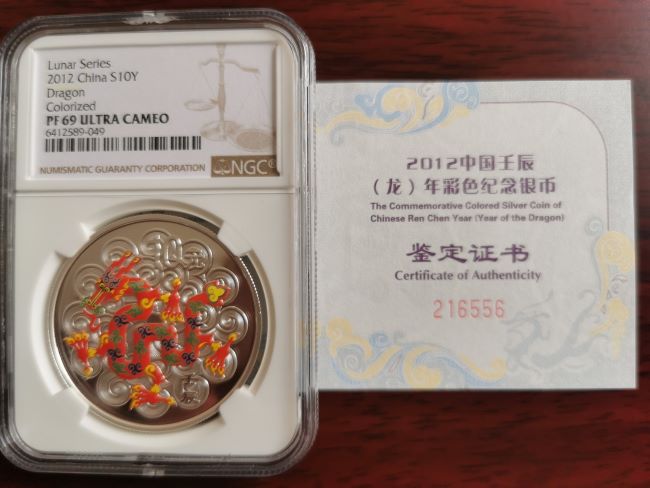 Lunar Series
2012 China S10Y
Dragon
Colorized
PF 69 ULTRA CAMEO
6412589-049
NUMISMATIC GUARANTY CORPORATION
NGC
2012中国壬辰
（龙）年彩色纪念银币
The Commemorative Colored Silver Coin of
Chinese Ren Chen Year (Year of the Dragon)
鉴定证书
Certificate of Authenticity
216556